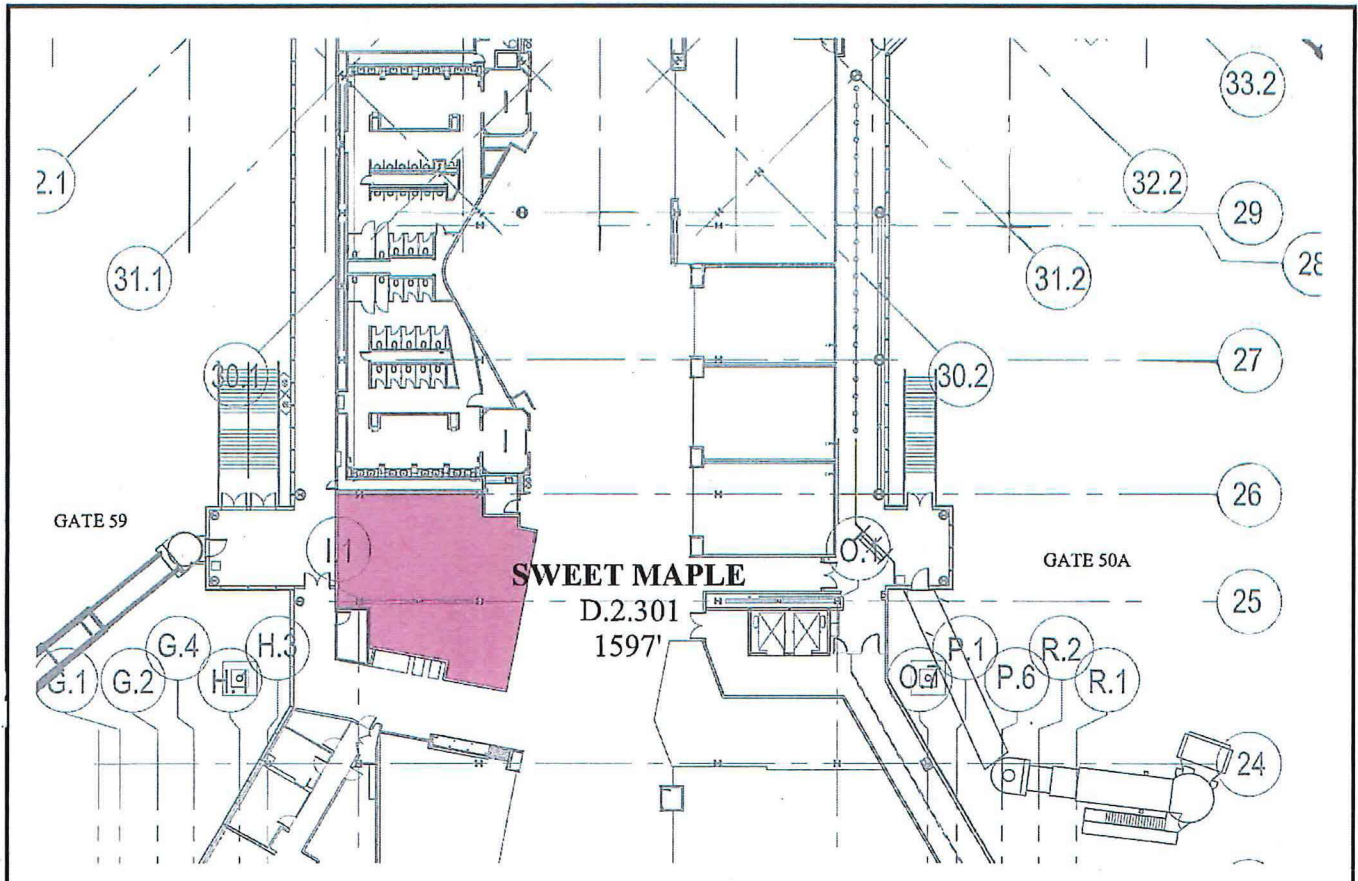 33.2
2.1
32.2
29
31.1
31.2
28
27
30.1
30.2
26
GATE 59
I.1
O.1
GATE 50A
SWEET MAPLE
D.2.301
1597'
25
G.4
H.3
P.1
R.2
G.1
G.2
P.6
R.1
24